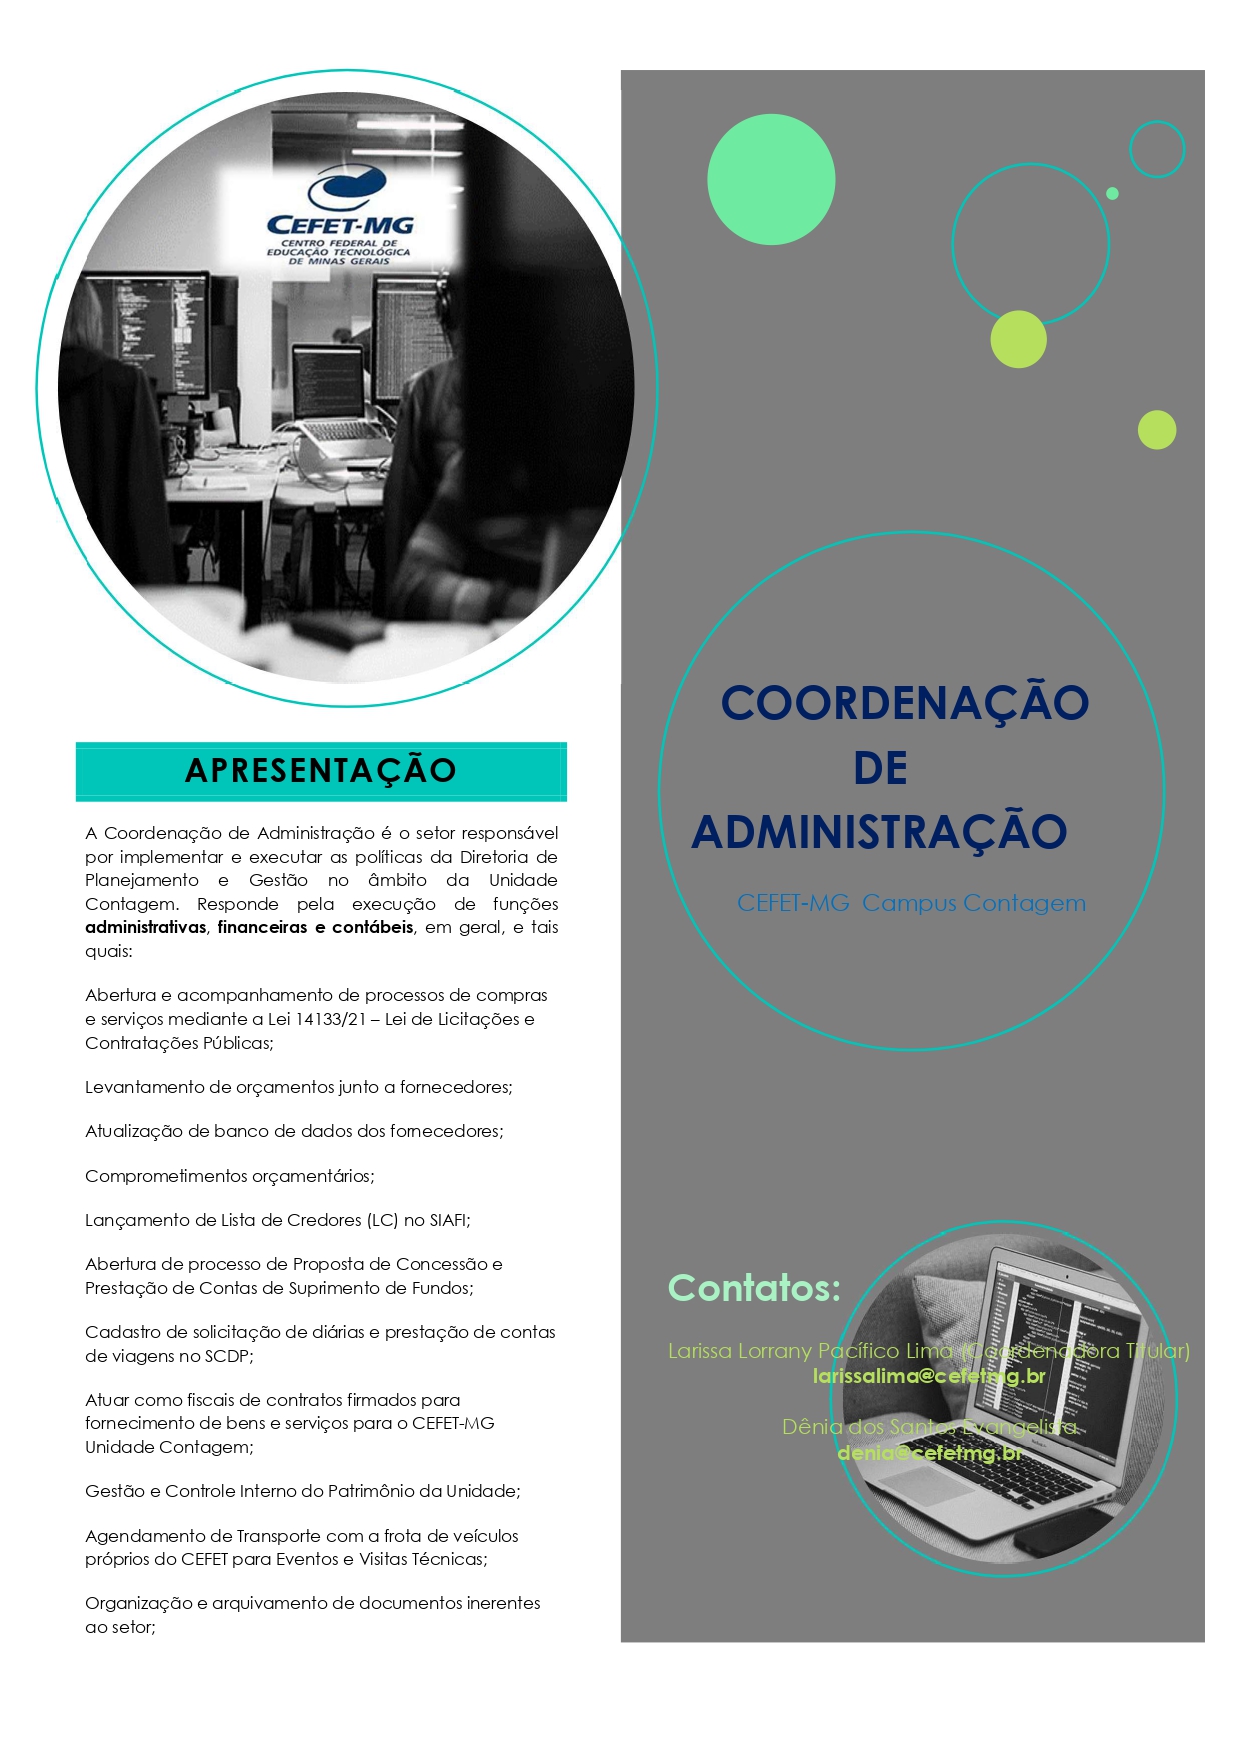 CEFET-MG
CENTRO FEDERAL DE
EDUCAÇÃO TECNOLÓGICA
DE MINAS GERAIS
APRESENTAÇÃO
A Coordenação de Administração é o setor responsável
por implementar e executar as políticas da Diretoria de
Planejamento e Gestão no âmbito da Unidade
Contagem. Responde pela execução de funções
administrativas, financeiras e contábeis, em geral, e tais
quais:
Abertura e acompanhamento de processos de compras
e serviços mediante a Lei 14133/21 – Lei de Licitações e
Contratações Públicas;
Levantamento de orçamentos junto a fornecedores;
Atualização de banco de dados dos fornecedores;
Comprometimentos orçamentários;
Lançamento de Lista de Credores (LC) no SIAFI;
Abertura de processo de Proposta de Concessão e
Prestação de Contas de Suprimento de Fundos;
Cadastro de solicitação de diárias e prestação de contas
de viagens no SCDP;
Atuar como fiscais de contratos firmados para
fornecimento de bens e serviços para o CEFET-MG
Unidade Contagem;
Gestão e Controle Interno do Patrimônio da Unidade;
Agendamento de Transporte com a frota de veículos
próprios do CEFET para Eventos e Visitas Técnicas;
Organização e arquivamento de documentos inerentes
ao setor;
COORDENAÇÃO
DE
ADMINISTRAÇÃO
CEFET-MG Campus Contagem
Contatos:
Larissa Lorrany Pacífico Lima (Coordenadora Titular)
larissalima@cefetmg.br
Dênia dos Santos Evangelista
denia@cefetmg.br